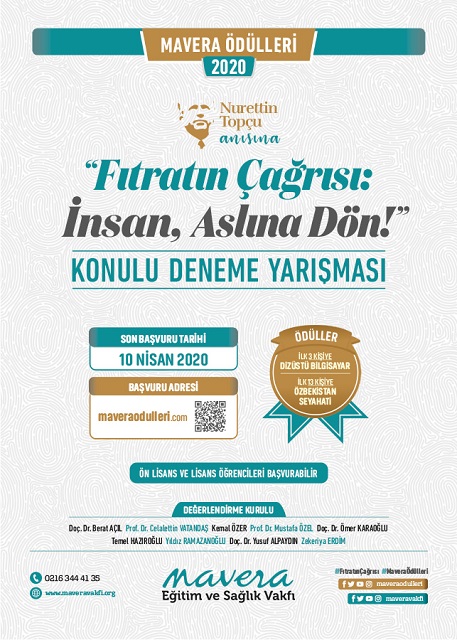 MAVERA ÖDÜLLERİ
2020
Nurettin
Topçu
anısına
“Fıtratın Çağrısı:
İnsan, Aslına Dön!”
KONULU DENEME YARIŞMASI
SON BAŞVURU TARİHİ
10 NİSAN 2020
BAŞVURU ADRESİ
maveraodulleri.com
ÖDÜLLER
İLK 3 KİŞİYE
DİZÜSTÜ BİLGİSAYAR
İLK 13 KİŞİYE
ÖZBEKİSTAN
SEYAHATİ
ÖN LİSANS VE LİSANS ÖĞRENCİLERİ BAŞVURABİLİR
DEĞERLENDİRME KURULU
Doç. Dr. Berat AÇIL Prof. Dr. Celalettin VATANDAŞ Kemal ÖZER Prof. Dr. Mustafa ÖZEL Doç. Dr. Ömer KARAOĞLU
Temel HAZIROĞLU Yıldız RAMAZANOĞLU Doç. Dr. Yusuf ALPAYDIN Zekeriya ERDİM
0216 344 41 35
www.maveravakfi.org
mavera
Eğitim ve Sağlık Vakfı
#FıtratınÇağrısı #MaveraÖdülleri
maveraodulleri
maveravakfi